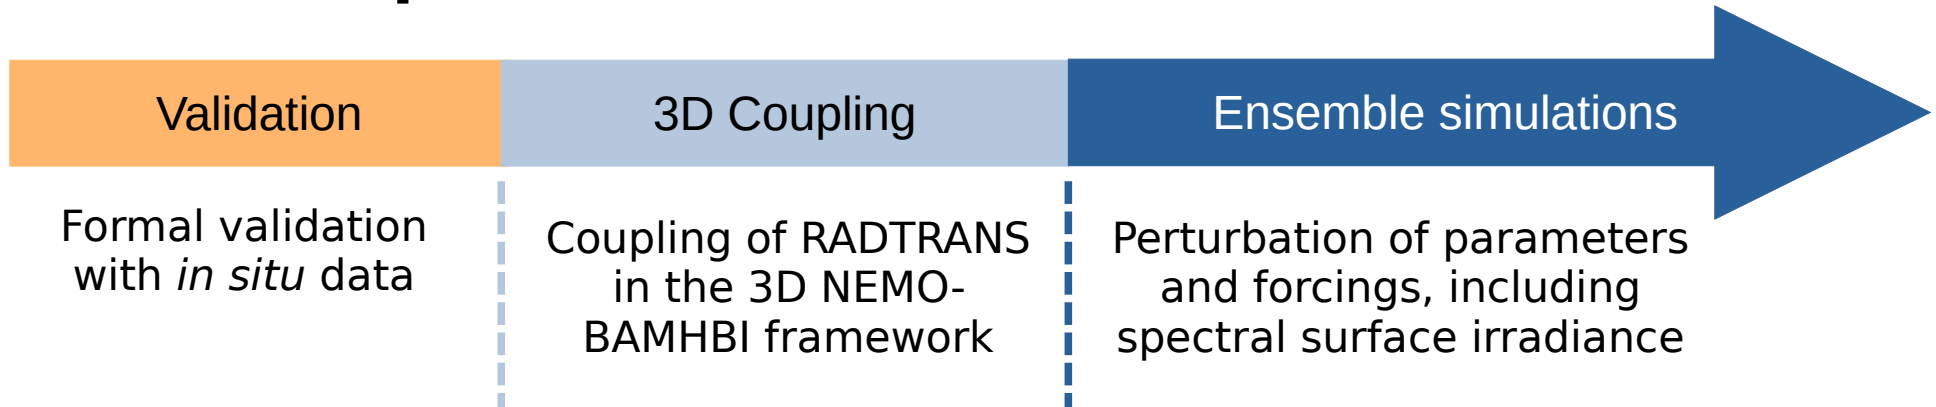 Validation
3D Coupling
Ensemble simulations
Formal validation
with in situ data
Coupling of RADTRANS
in the 3D NEMO-
BAMHBI framework
Perturbation of parameters
and forcings, including
spectral surface irradiance